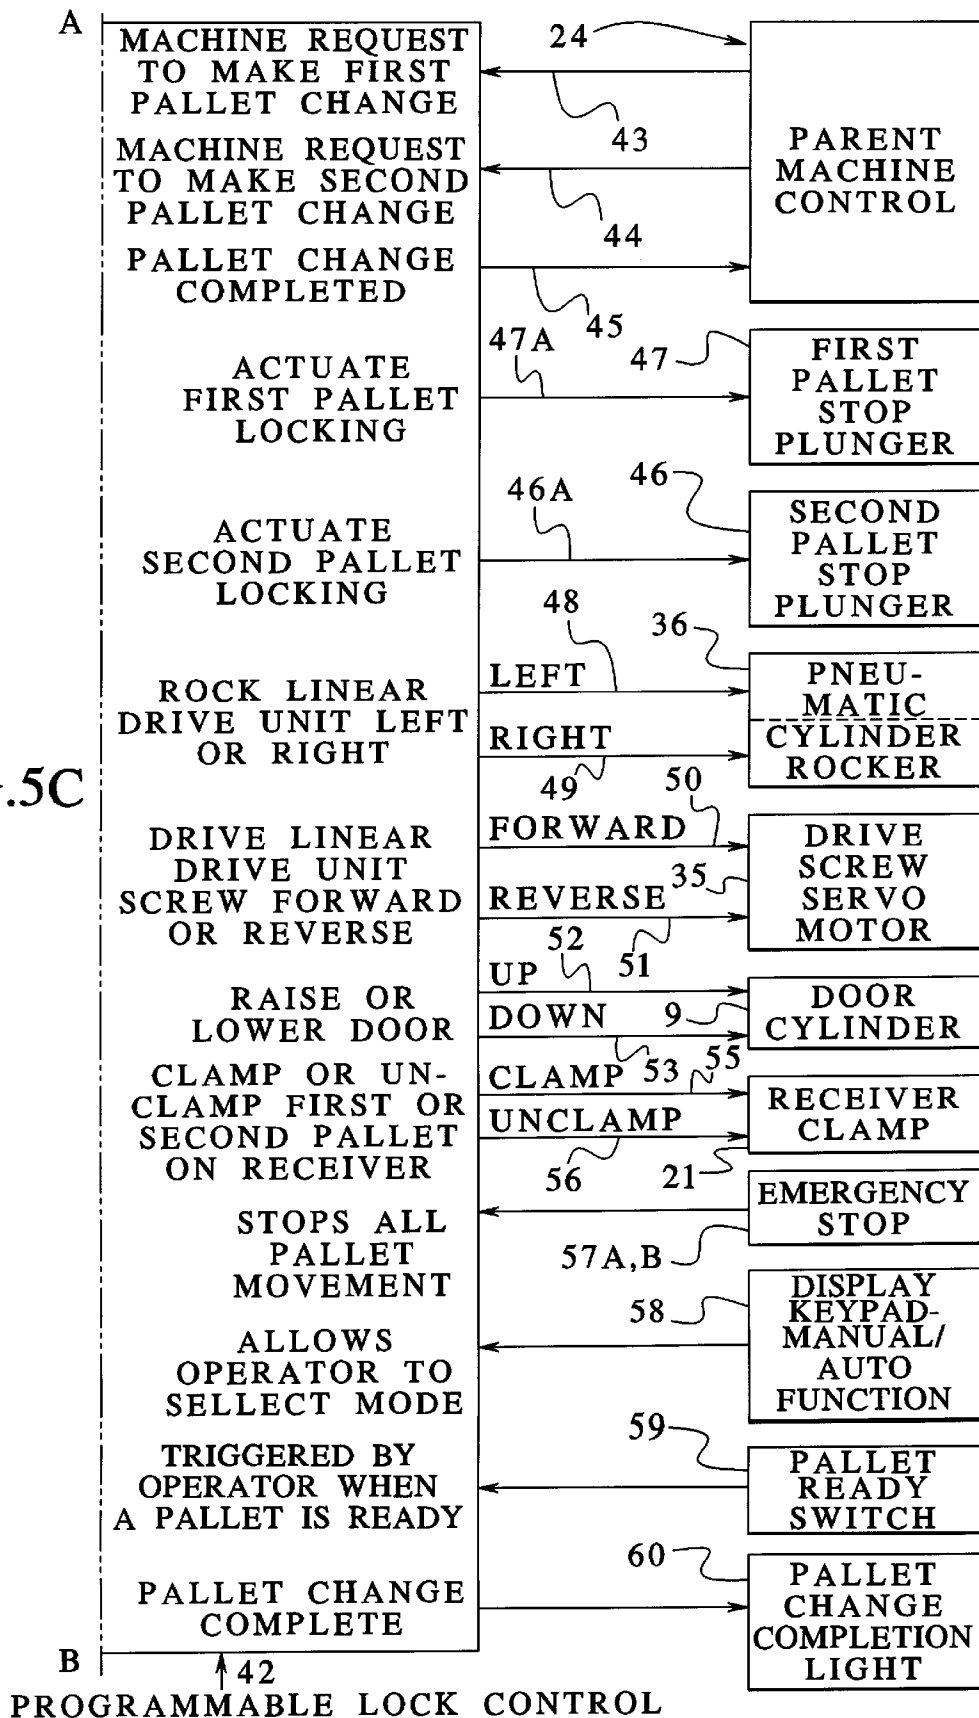 A
MACHINE REQUEST
TO MAKE FIRST
PALLET CHANGE
24
43
PARENT
MACHINE
CONTROL
MACHINE REQUEST
TO MAKE SECOND
PALLET CHANGE
44
PALLET CHANGE
COMPLETED
45
ACTUATE
FIRST PALLET
LOCKING
47A
47
FIRST
PALLET
STOP
PLUNGER
ACTUATE
SECOND PALLET
LOCKING
46A
46
SECOND
PALLET
STOP
PLUNGER
ROCK LINEAR
DRIVE UNIT LEFT
OR RIGHT
48
LEFT
RIGHT
49
36
PNEU-
MATIC
CYLINDER
ROCKER
.5C
DRIVE LINEAR
DRIVE UNIT
SCREW FORWARD
OR REVERSE
50
FORWARD
REVERSE
51
35
DRIVE
SCREW
SERVO
MOTOR
RAISE OR
LOWER DOOR
52
UP
DOWN
53
9
DOOR
CYLINDER
CLAMP OR UN-
CLAMP FIRST OR
SECOND PALLET
ON RECEIVER
CLAMP
55
UNCLAMP
56
21
RECEIVER
CLAMP
STOPS ALL
PALLET
MOVEMENT
57A,B
EMERGENCY
STOP
ALLOWS
OPERATOR TO
SELLECT MODE
58
DISPLAY
KEYPAD-
MANUAL/
AUTO
FUNCTION
TRIGGERED BY
OPERATOR WHEN
A PALLET IS READY
59
PALLET
READY
SWITCH
PALLET CHANGE
COMPLETE
60
PALLET
CHANGE
COMPLETION
LIGHT
B
42
PROGRAMMABLE LOCK CONTROL